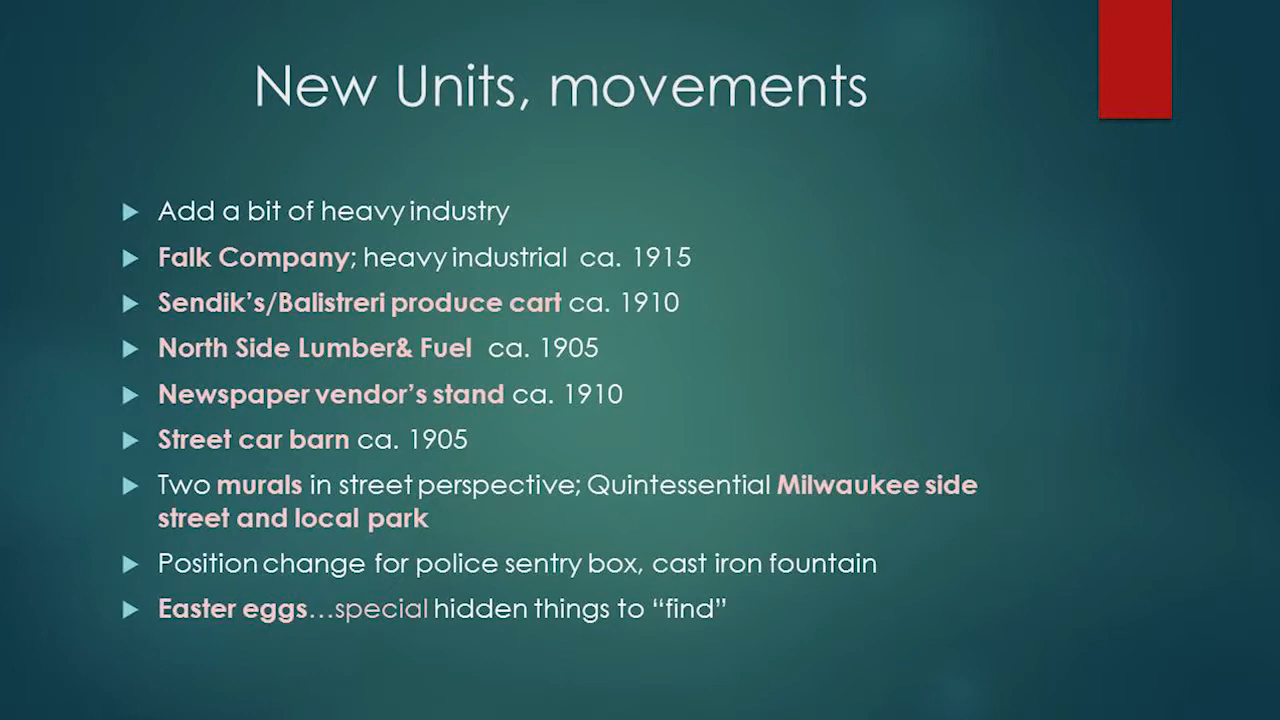 New Units, movements
Add a bit of heavy industry
Falk Company; heavy industrial ca. 1915
Sendik's/Balistreri produce cart ca. 1910
North Side Lumber& Fuel ca. 1905
Newspaper vendor's stand ca. 1910
Street car barn ca. 1905
Two murals in street perspective; Quintessential Milwaukee side
street and local park
Position change for police sentry box, cast iron fountain
Easter eggs…special hidden things to “find”